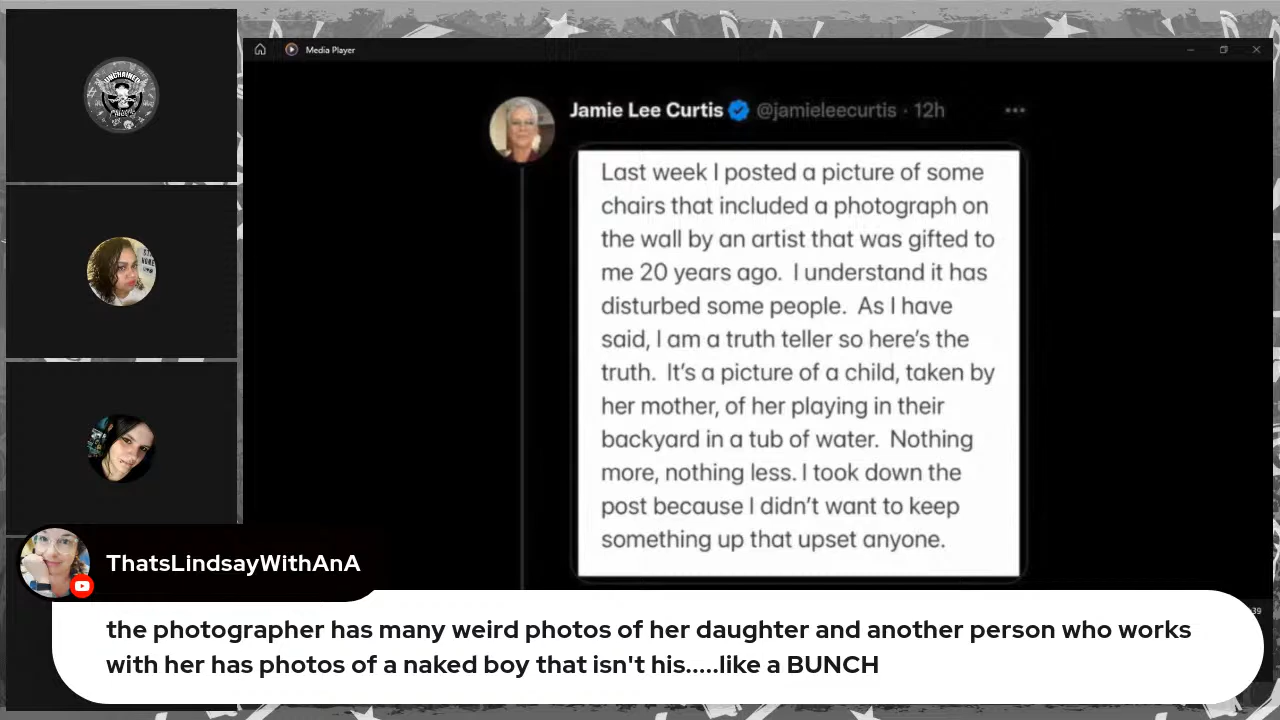 Media Player
Jamie Lee Curtis @jamieleecurtis · 12h
Last week I posted a picture of some
chairs that included a photograph on
the wall by an artist that was gifted to
me 20 years ago.  I understand it has
disturbed some people.  As I have
said, I am a truth teller so here's the
truth.  It's a picture of a child, taken by
her mother, of her playing in their
backyard in a tub of water.  Nothing
more, nothing less. I took down the
post because I didn't want to keep
something up that upset anyone.
ThatsLindsayWithAnA
the photographer has many weird photos of her daughter and another person who works
with her has photos of a naked boy that isn't his.....like a BUNCH